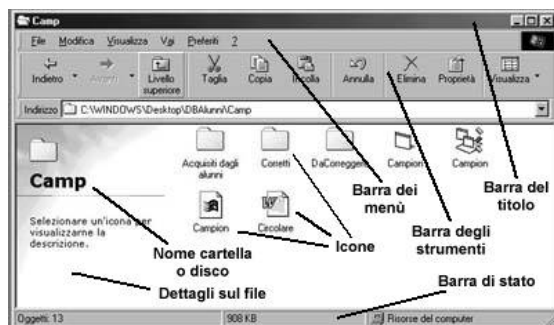 Camp
File Modifica Visualizza Vai Preferiti ?
Indietro Avanti Livello superiore Taglia Copia Incolla Annulla Elimina Proprietà Visualizza
Indirizzo C:\WINDOWS\Desktop\DBAlunni\Camp
Camp
Selezionare un'icona per
visualizzarne la
descrizione.
Acquisiti dagli
alunni
Corretti
DaCorreggere
Campion
Campion
Campion
Circolare
Nome cartella
o disco
Dettagli sul file
Icone
Barra dei
menù
Barra degli
strumenti
Barra del
titolo
Barra di stato
Oggetti: 13 908 KB Risorse del computer